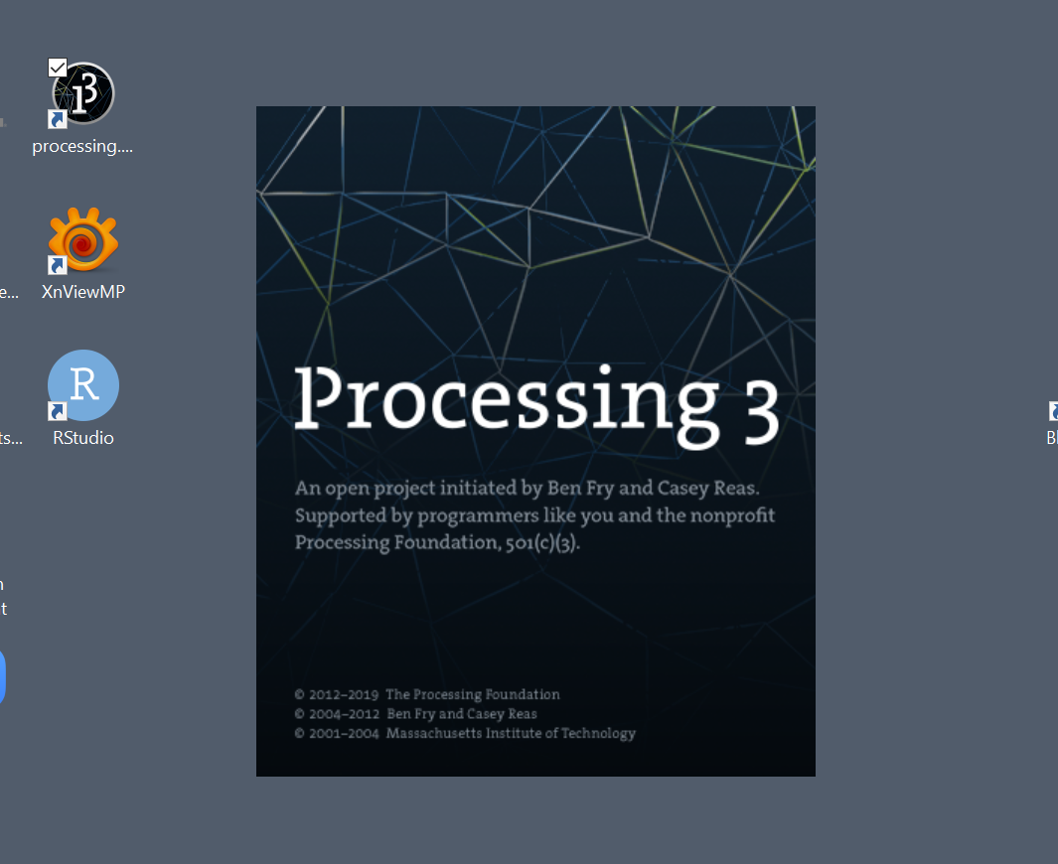 processing....
XnViewMP
R
RStudio
Processing 3
An open project initiated by Ben Fry and Casey Reas.
Supported by programmers like you and the nonprofit
Processing Foundation, 501(c)(3).
© 2012–2019 The Processing Foundation
© 2004–2012 Ben Fry and Casey Reas
© 2001–2004 Massachusetts Institute of Technology